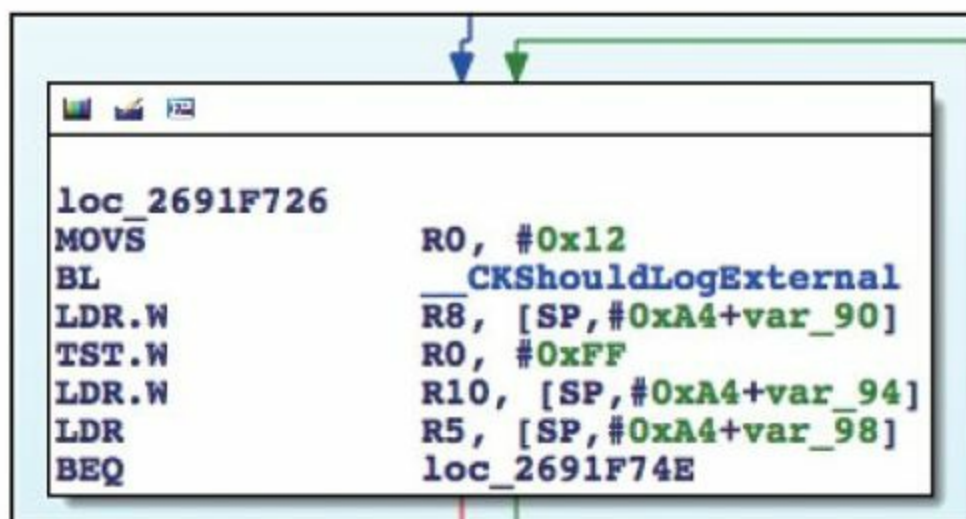 loc_2691F726
MOVS R0, #0x12
BL __CKShouldLogExternal
LDR.W R8, [SP,#0xA4+var_90]
TST.W R0, #0xFF
LDR.W R10, [SP,#0xA4+var_94]
LDR R5, [SP,#0xA4+var_98]
BEQ loc_2691F74E